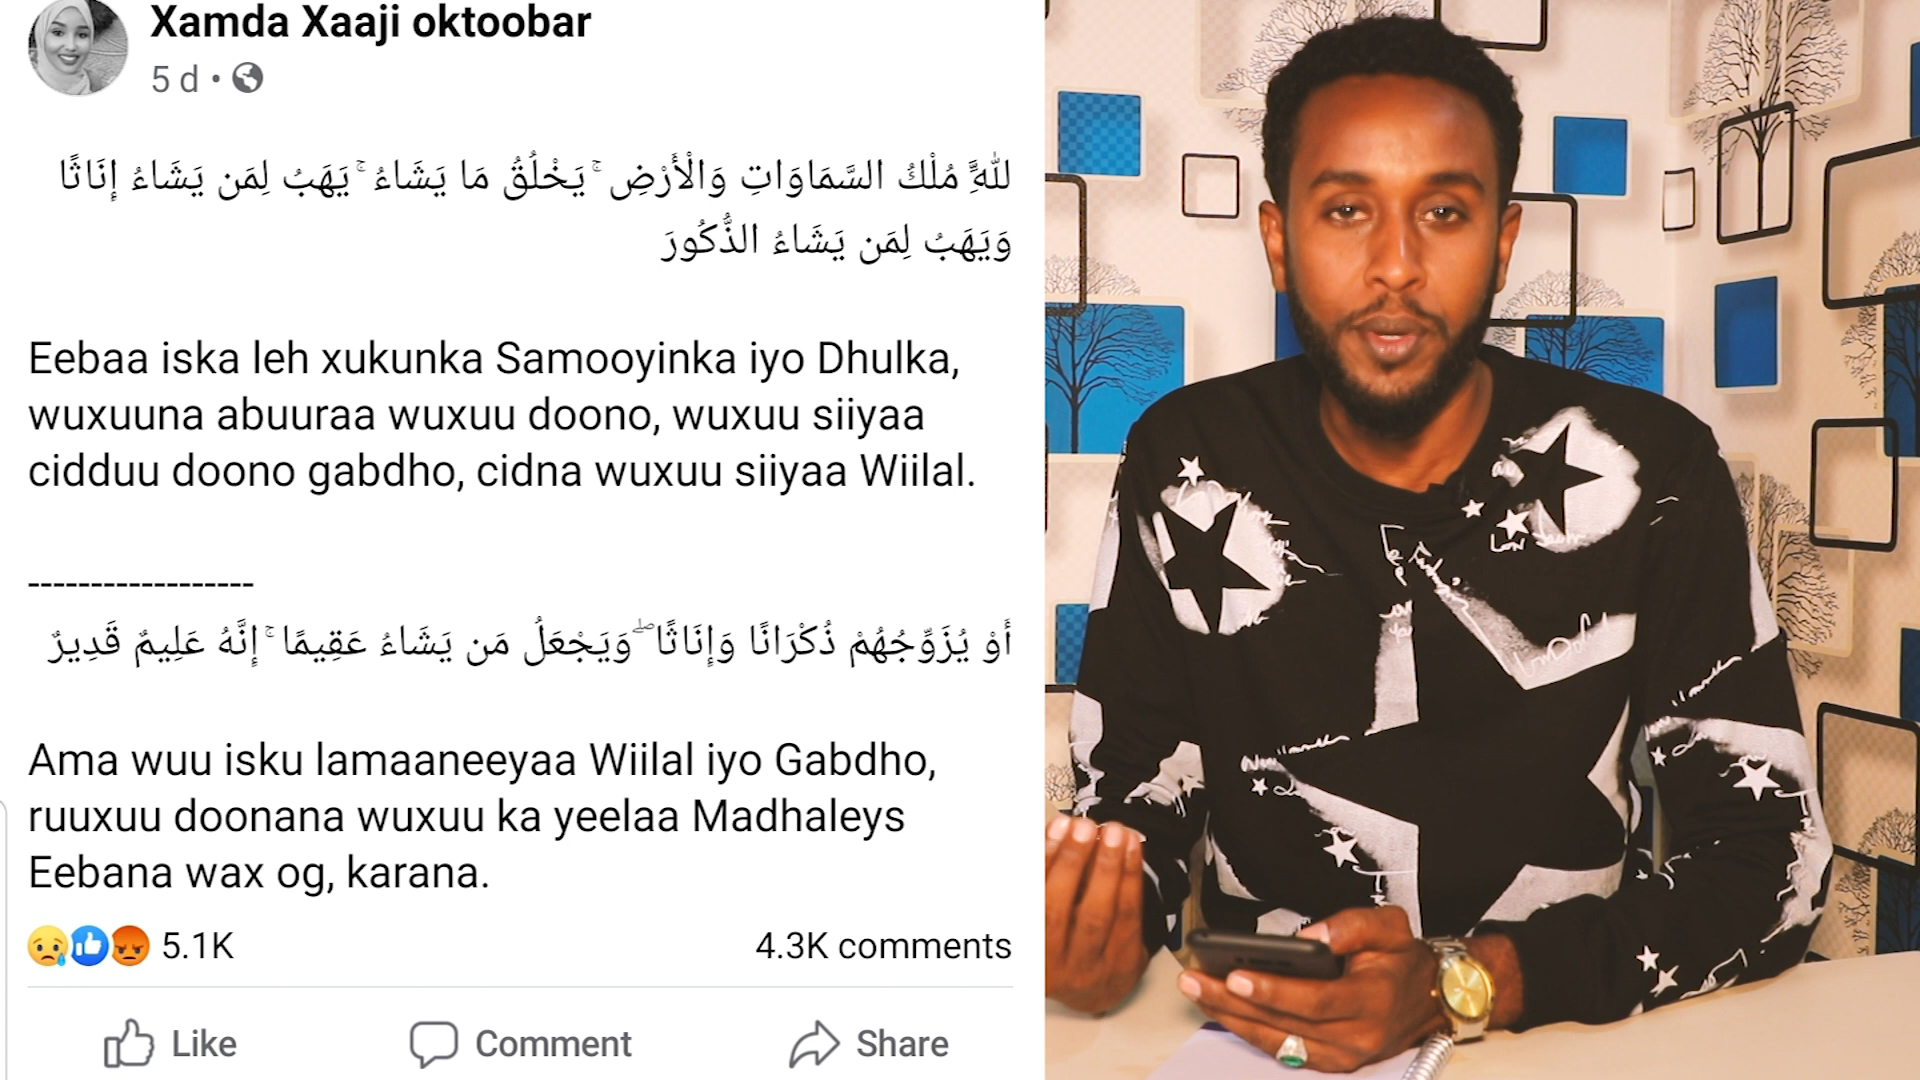 Xamda Xaaji oktoobar
5 d •
لِلَّهِ مُلْكُ السَّمَاوَاتِ وَالْأَرْضِ ۚ يَخْلُقُ مَا يَشَاءُ ۚ يَهَبُ لِمَن يَشَاءُ إِنَاثًا
وَيَهَبُ لِمَن يَشَاءُ الذُّكُورَ
Eebaa iska leh xukunka Samooyinka iyo Dhulka,
wuxuuna abuuraa wuxuu doono, wuxuu siiyaa
cidduu doono gabdho, cidna wuxuu siiyaa Wiilal.
------------------
أَوْ يُزَوِّجُهُمْ ذُكْرَانًا وَإِنَاثًا ۖ وَيَجْعَلُ مَن يَشَاءُ عَقِيمًا ۚ إِنَّهُ عَلِيمٌ قَدِيرٌ
Ama wuu isku lamaaneeyaa Wiilal iyo Gabdho,
ruuxuu doonana wuxuu ka yeelaa Madhaleys
Eebana wax og, karana.
5.1K 4.3K comments
Like Comment Share